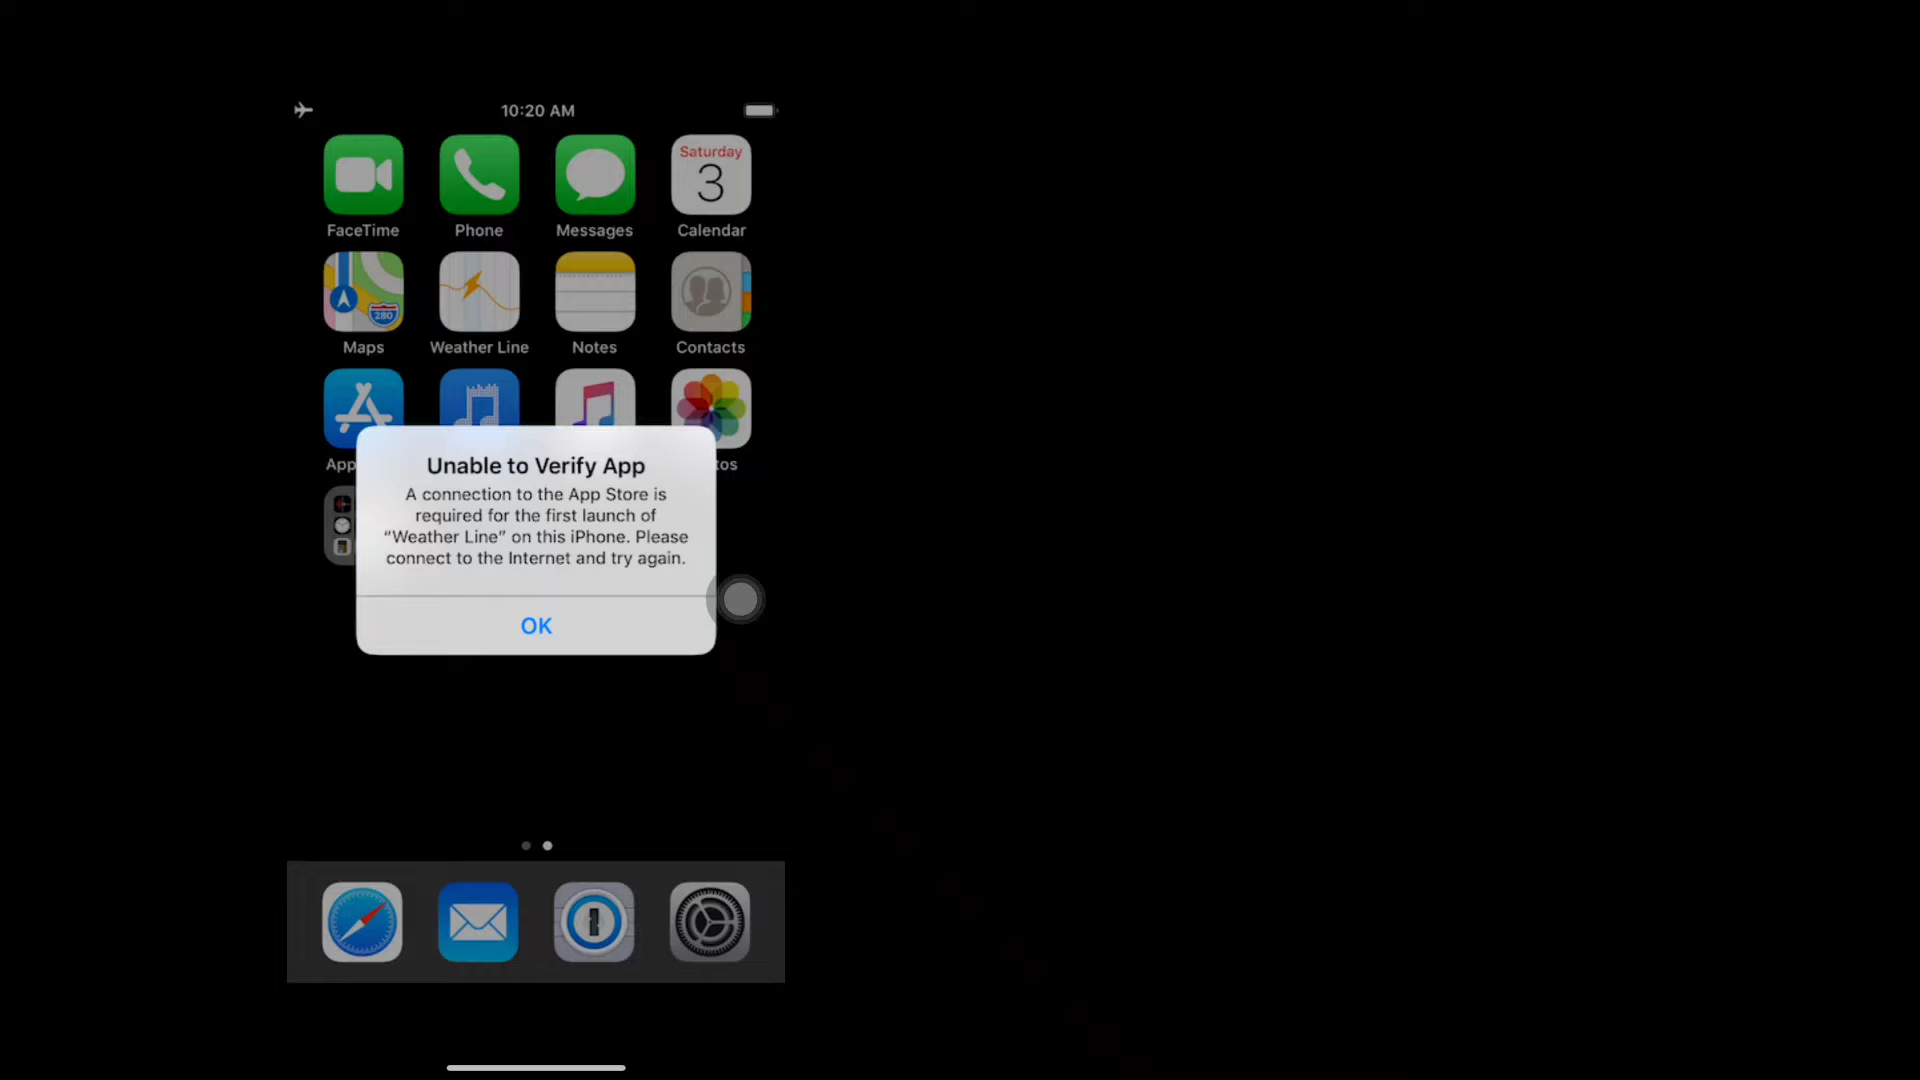 10:20 AM
Saturday
3
FaceTime
Phone
Messages
Calendar
280
Maps
Weather Line
Notes
Contacts
App
tos
Unable to Verify App
A connection to the App Store is
required for the first launch of
“Weather Line” on this iPhone. Please
connect to the Internet and try again.
OK